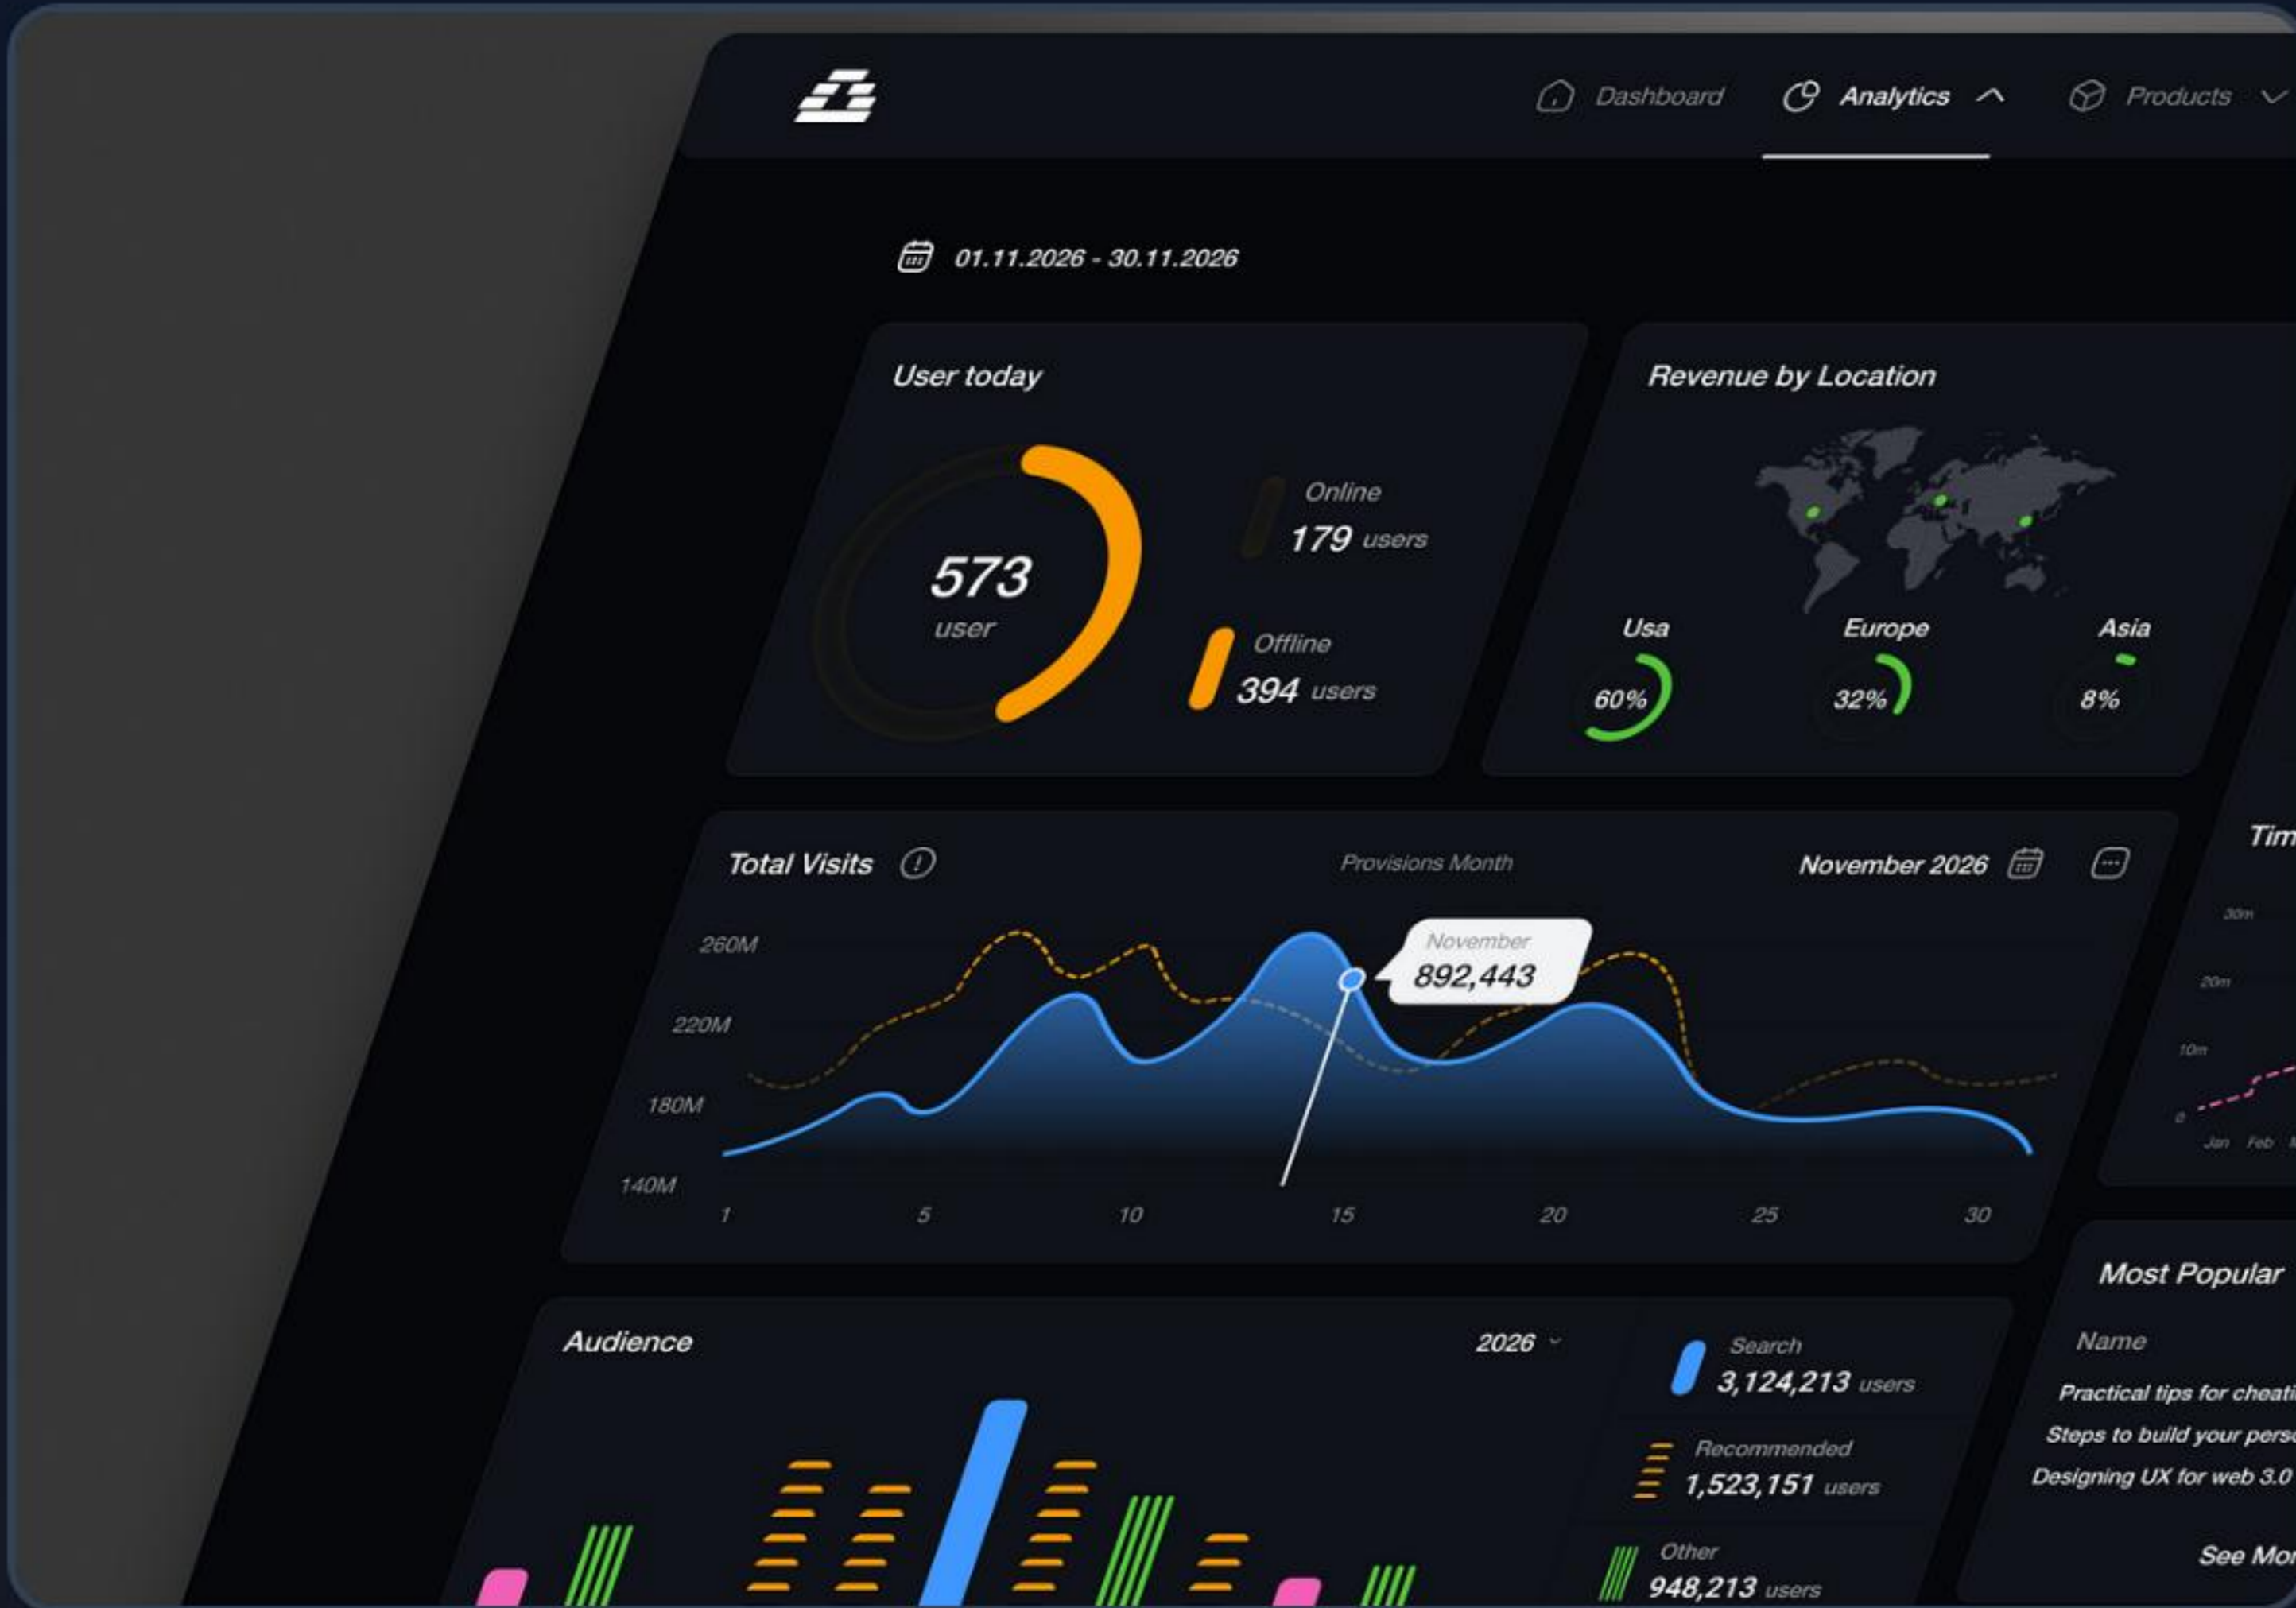 Dashboard
Analytics
Products
01.11.2026 - 30.11.2026
User today
573
user
Online
179 users
Offline
394 users
Revenue by Location
Usa
60%
Europe
32%
Asia
8%
Total Visits
Provisions Month
November 2026
260M
220M
180M
140M
November
892,443
1 5 10 15 20 25 30
Tim
30m
20m
10m
0
Jan Feb
Audience
2026
Search
3,124,213 users
Recommended
1,523,151 users
Other
948,213 users
Most Popular
Name
Practical tips for cheati
Steps to build your perso
Designing UX for web 3.0
See Mor